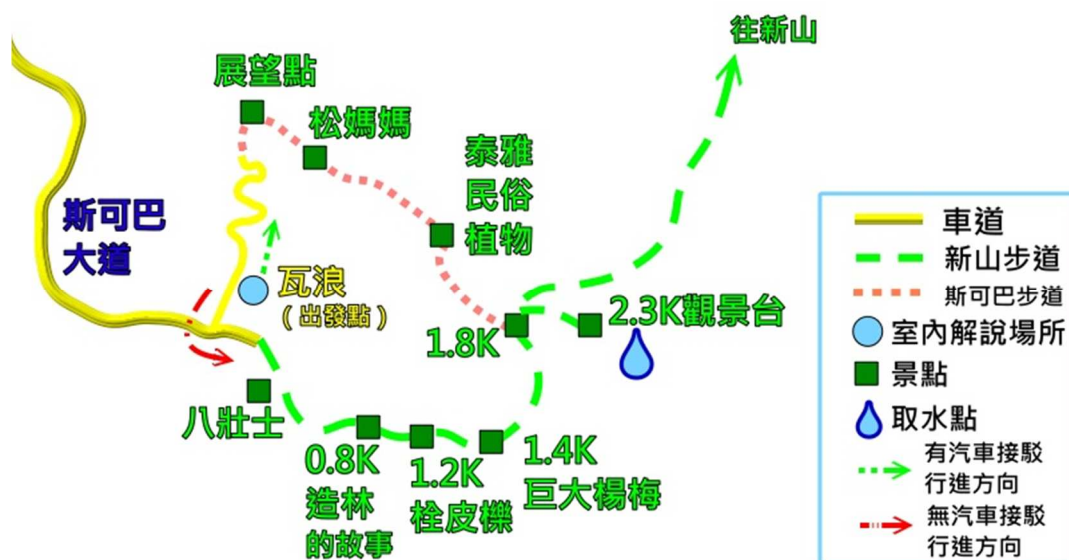 往新山
展望點
松媽媽
泰雅
民俗
植物
斯可巴
大道
瓦浪
(出發點)
1.8K
2.3K觀景台
八壯士
0.8K
造林
的故事
1.2K
栓皮櫟
1.4K
巨大楊梅
車道
新山步道
斯可巴步道
室內解說場所
景點
取水點
有汽車接駁
行進方向
無汽車接駁
行進方向